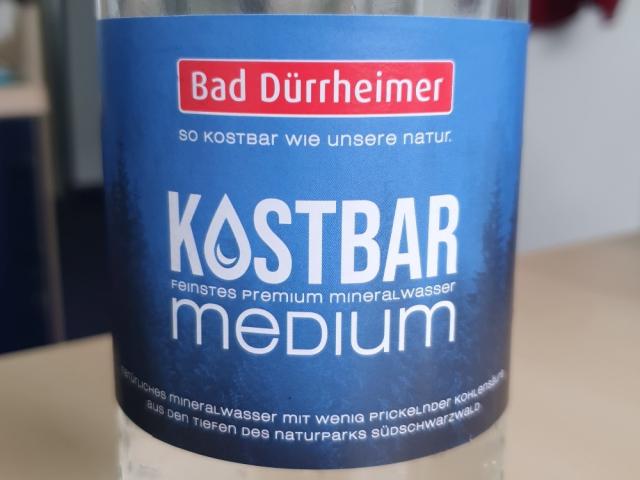 Bad Dürrheimer
SO KOSTBAR WIE UNSERE NATUR.
KOSTBAR
FEINSTES PREMIUM MINERALWASSER
MEDIUM
NATÜRLICHES MINERALWASSER MIT WENIG PRICKELNDER KOHLENSÄURE
AUS DEN TIEFEN DES NATURPARKS SÜDSCHWARZWALD